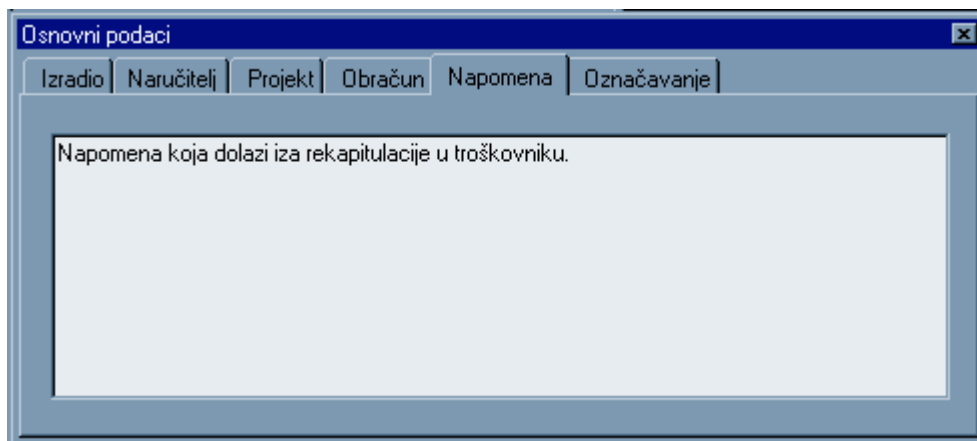 Osnovni podaci
Izradio Naručitelj Projekt Obračun Napomena Označavanje
Napomena koja dolazi iza rekapitulacije u troškovniku.